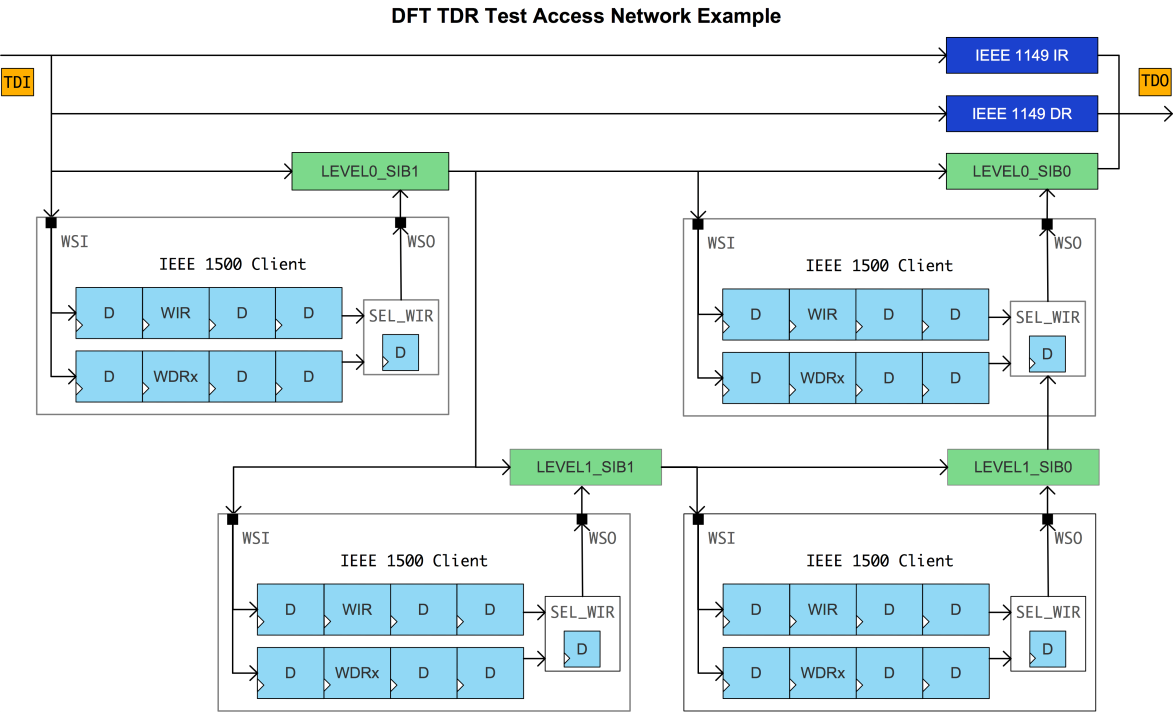 DFT TDR Test Access Network Example
IEEE 1149 IR
TDI
TDO
IEEE 1149 DR
LEVEL0_SIB1
LEVEL0_SIB0
WSI
WSO
IEEE 1500 Client
D WIR D D
SEL_WIR
D
D WDRx D D
WSI
WSO
IEEE 1500 Client
D WIR D D
SEL_WIR
D
D WDRx D D
LEVEL1_SIB1
LEVEL1_SIB0
WSI
WSO
IEEE 1500 Client
D WIR D D
SEL_WIR
D
D WDRx D D
WSI
WSO
IEEE 1500 Client
D WIR D D
SEL_WIR
D
D WDRx D D